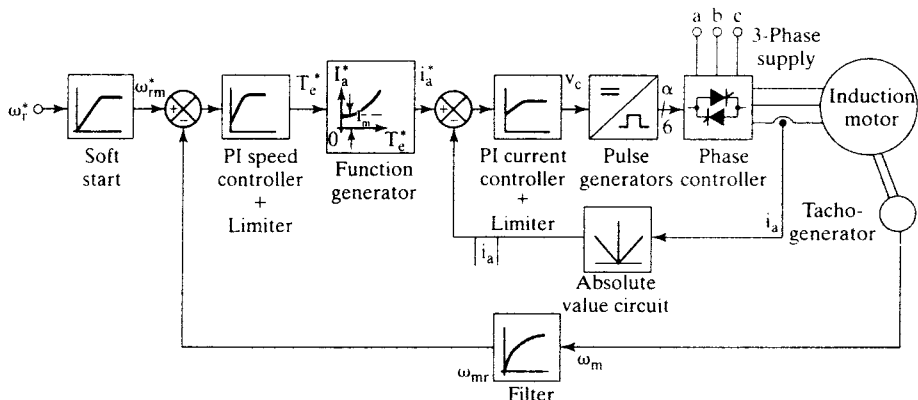 a b c
3-Phase
supply
ω*r
ω*rm
T*e
I*a
Im
0
T*e
i*a
vc
α
6
Induction
motor
Soft
start
PI speed
controller
+
Limiter
Function
generator
PI current
controller
+
Limiter
Pulse
generators
Phase
controller
Tacho-
generator
|ia|
ia
Absolute
value circuit
ωmr
ωm
Filter